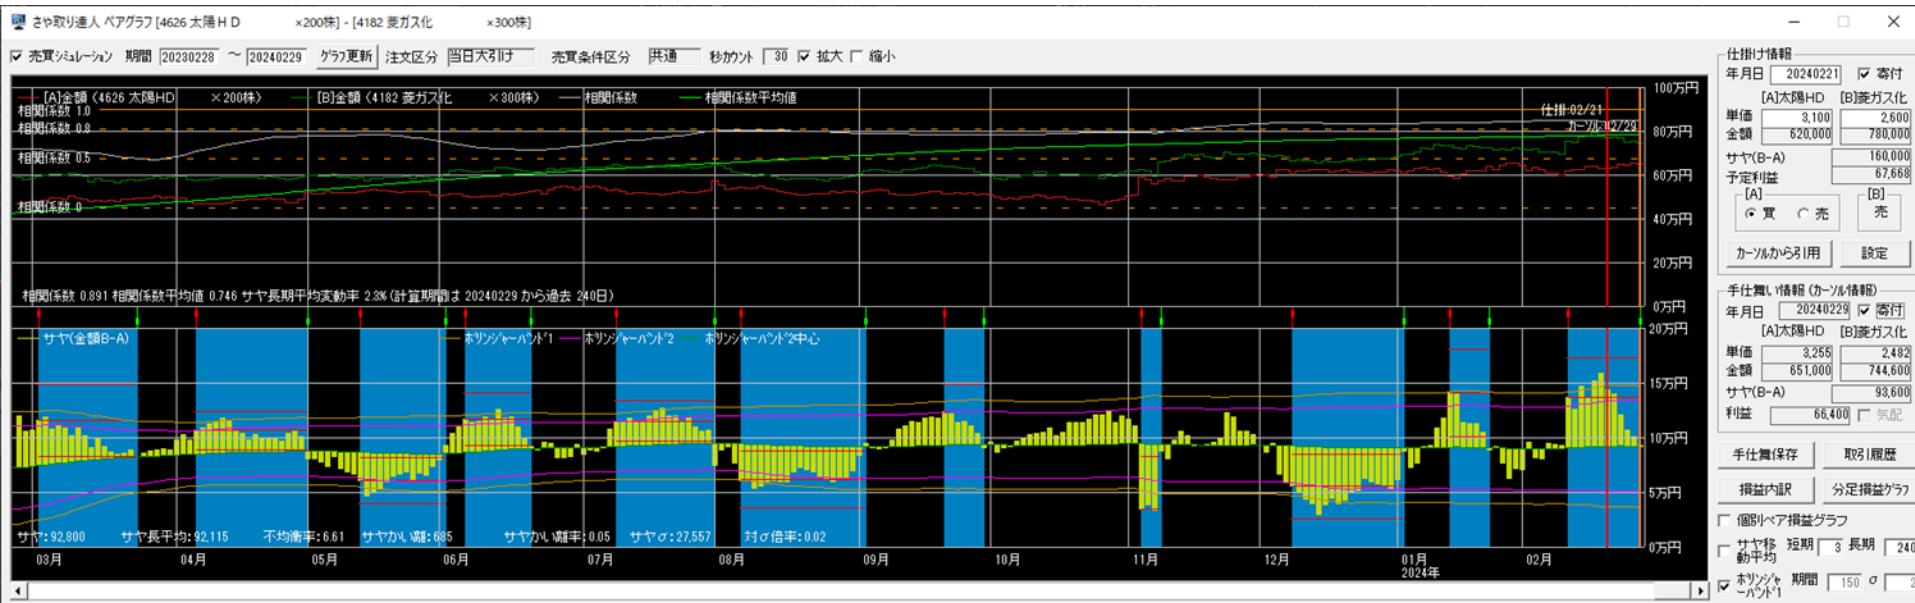 さや取り達人 ペアグラフ [4626 太陽ＨＤ ×200株] - [4182 菱ガス化 ×300株]
売買シミュレーション 期間 20230228 ～ 20240229 グラフ更新 注文区分 当日大引け 売買条件区分 共通 秒カウント 30 拡大 縮小
[A]金額 (4626 太陽HD ×200株) [B]金額 (4182 菱ガス化 ×300株) 相関係数 相関係数平均値
相関係数 1.0
相関係数 0.8
相関係数 0.5
相関係数 0
仕掛:02/21
カーソル:02/29
100万円
80万円
60万円
40万円
20万円
0万円
相関係数 0.891 相関係数平均値 0.746 サヤ長期平均変動率 2.3% (計算期間は 20240229 から過去 240日)
サヤ(金額B-A) ボリンジャーバンド1 ボリンジャーバンド2 ボリンジャーバンド2中心
20万円
15万円
10万円
5万円
0万円
サヤ:92,800 サヤ長平均:92,115 不均衡率:6.61 サヤかい離:685 サヤかい離率:0.05 サヤσ:27,557 対σ倍率:0.02
03月 04月 05月 06月 07月 08月 09月 10月 11月 12月 01月 02月
2024年
仕掛け情報
年月日 20240221 寄付
[A]太陽HD [B]菱ガス化
単価 3,100 2,600
金額 620,000 780,000
サヤ(B-A) 160,000
予定利益 67,668
[A] [B]
買 売 売
カーソルから引用 設定
手仕舞い情報 (カーソル情報)
年月日 20240229 寄付
[A]太陽HD [B]菱ガス化
単価 3,255 2,482
金額 651,000 744,600
サヤ(B-A) 93,600
利益 66,400 気配
手仕舞保存 取引履歴
損益内訳 分足損益グラフ
個別ペア損益グラフ
サヤ移動平均 短期 3 長期 240
ボリンジャーバンド1 期間 150 σ 2